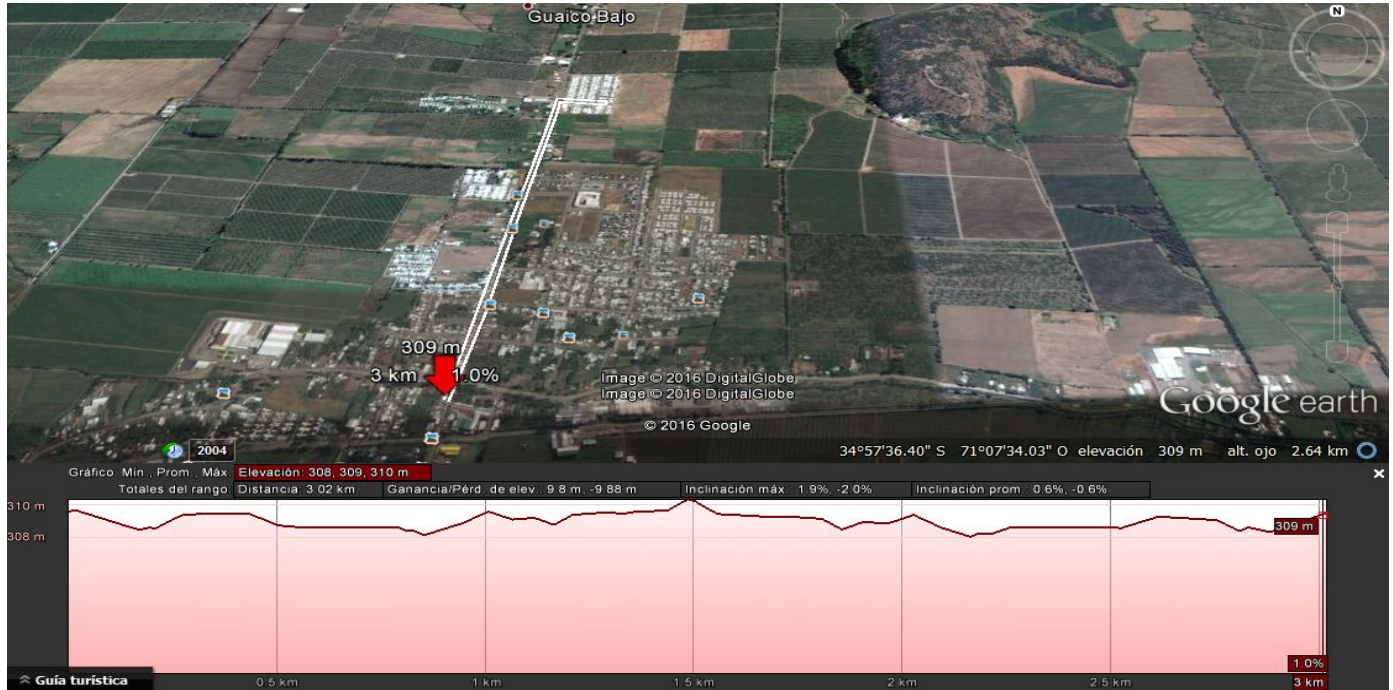 Guaico Bajo
N
309 m
3 km 1.0%
Image © 2016 DigitalGlobe
Image © 2016 DigitalGlobe
Google earth
© 2016 Google
2004
34°57'36.40" S 71°07'34.03" O elevación 309 m alt. ojo 2.64 km
Gráfico: Min., Prom., Máx. Elevación: 308, 309, 310 m
Totales del rango: Distancia: 3.02 km Ganancia/Pérd. de elev.: 9.8 m, -9.88 m Inclinación máx.: 1.9%, -2.0% Inclinación prom.: 0.6%, -0.6%
310 m
309 m
308 m
1.0%
Guía turística
0.5 km 1 km 1.5 km 2 km 2.5 km 3 km